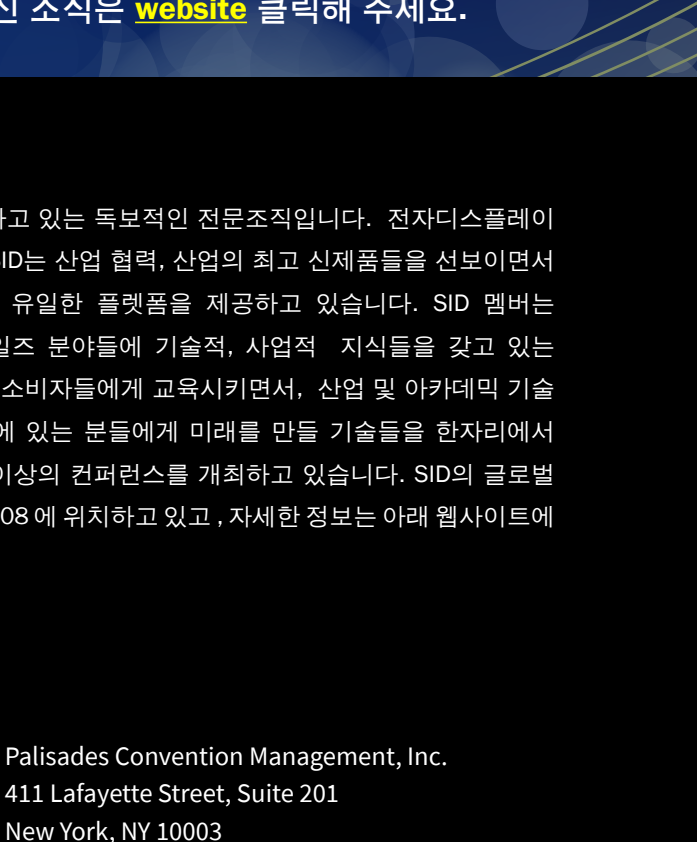 소식은 website 클릭해 주세요.
하고 있는 독보적인 전문조직입니다. 전자디스플레이
SID는 산업 협력, 산업의 최고 신제품들을 선보이면서
유일한 플렛폼을 제공하고 있습니다. SID 멤버는
일즈 분야들에 기술적, 사업적 지식들을 갖고 있는
소비자들에게 교육시키면서, 산업 및 아카데믹 기술
에 있는 분들에게 미래를 만들 기술들을 한자리에서
이상의 컨퍼런스를 개최하고 있습니다. SID의 글로벌
08 에 위치하고 있고 , 자세한 정보는 아래 웹사이트에
Palisades Convention Management, Inc.
411 Lafayette Street, Suite 201
New York, NY 10003